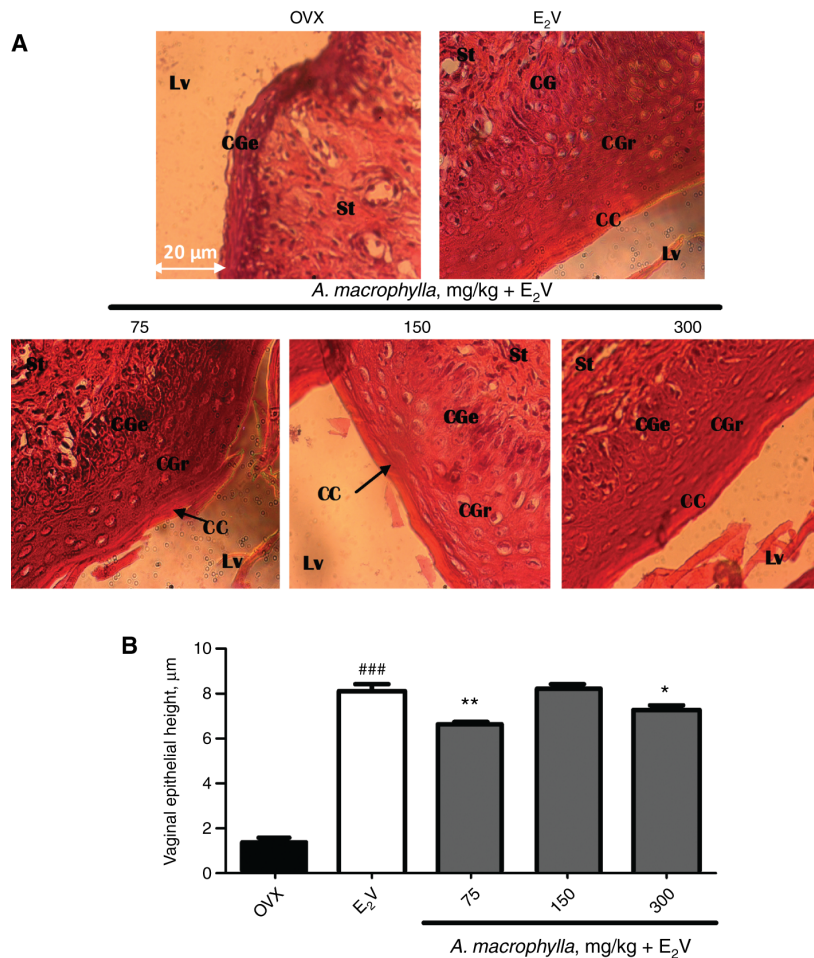 A
OVX
E₂V
Lv
CGe
St
20 µm
St
CG
CGr
CC
Lv
A. macrophylla, mg/kg + E₂V
75
150
300
St
CGe
CGr
CC
Lv
St
CGe
CC
CGr
Lv
St
CGe
CGr
CC
Lv
B
Vaginal epithelial height, µm
10
8
6
4
2
0
###
**
*
OVX
E₂V
75
150
300
A. macrophylla, mg/kg + E₂V